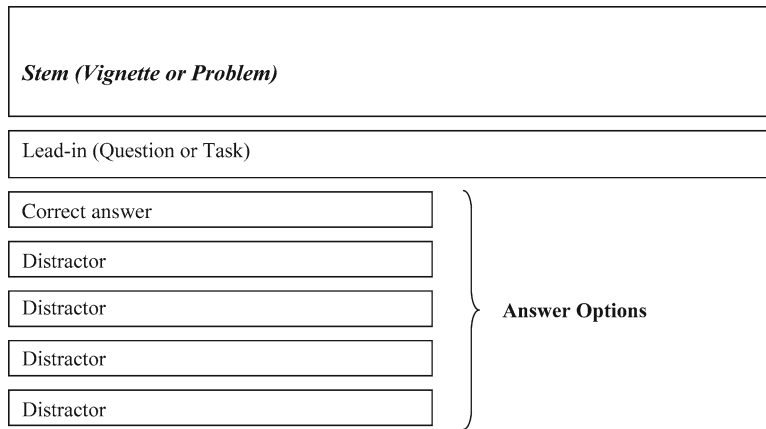 Stem (Vignette or Problem)
Lead-in (Question or Task)
Correct answer
Distractor
Distractor
Answer Options
Distractor
Distractor